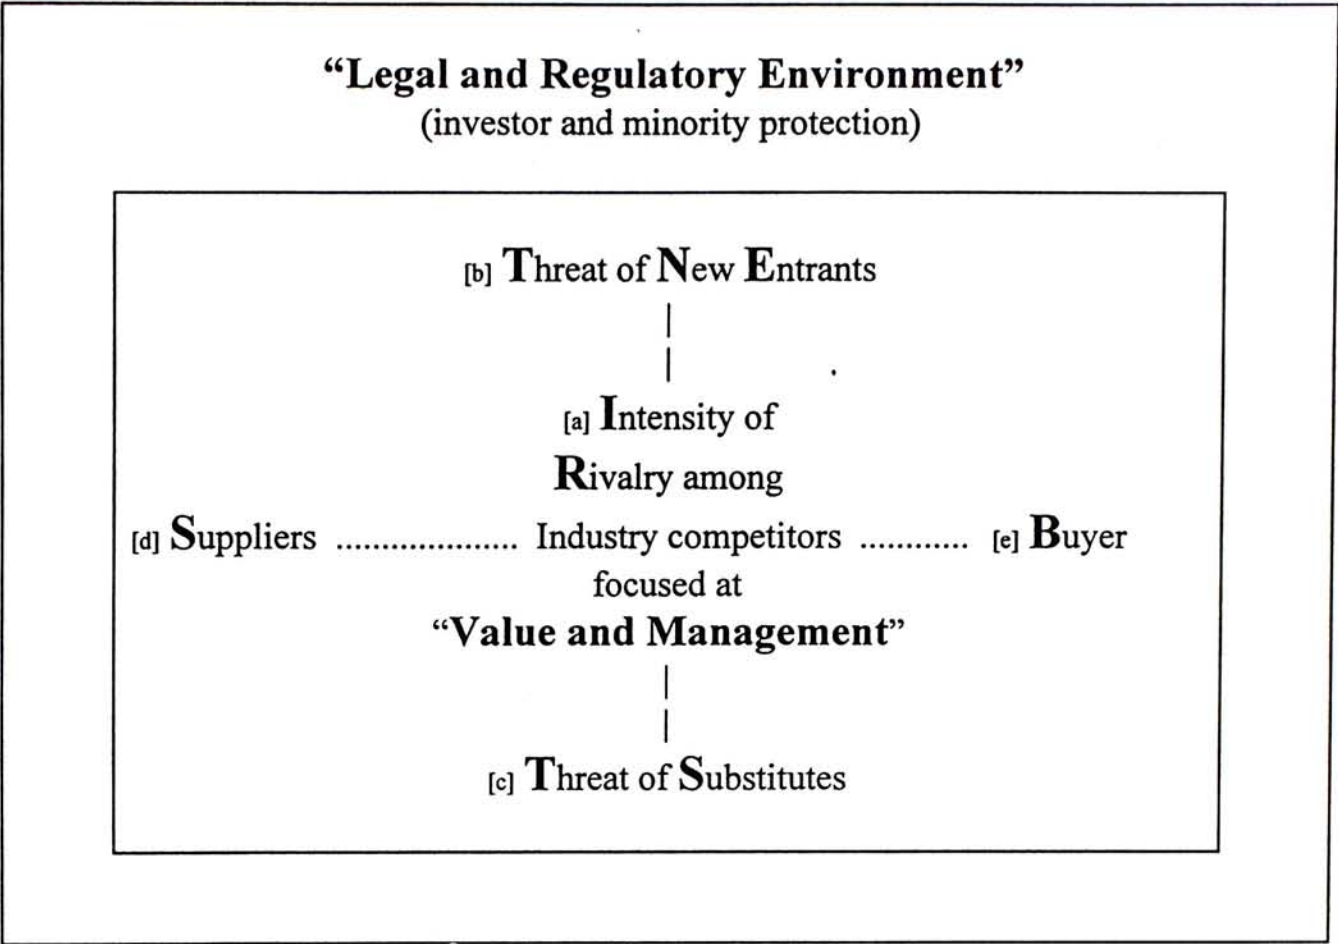 “Legal and Regulatory Environment”
(investor and minority protection)
[b] Threat of New Entrants
[a] Intensity of
Rivalry among
[d] Suppliers .................... Industry competitors ............ [e] Buyer
focused at
“Value and Management”
[c] Threat of Substitutes